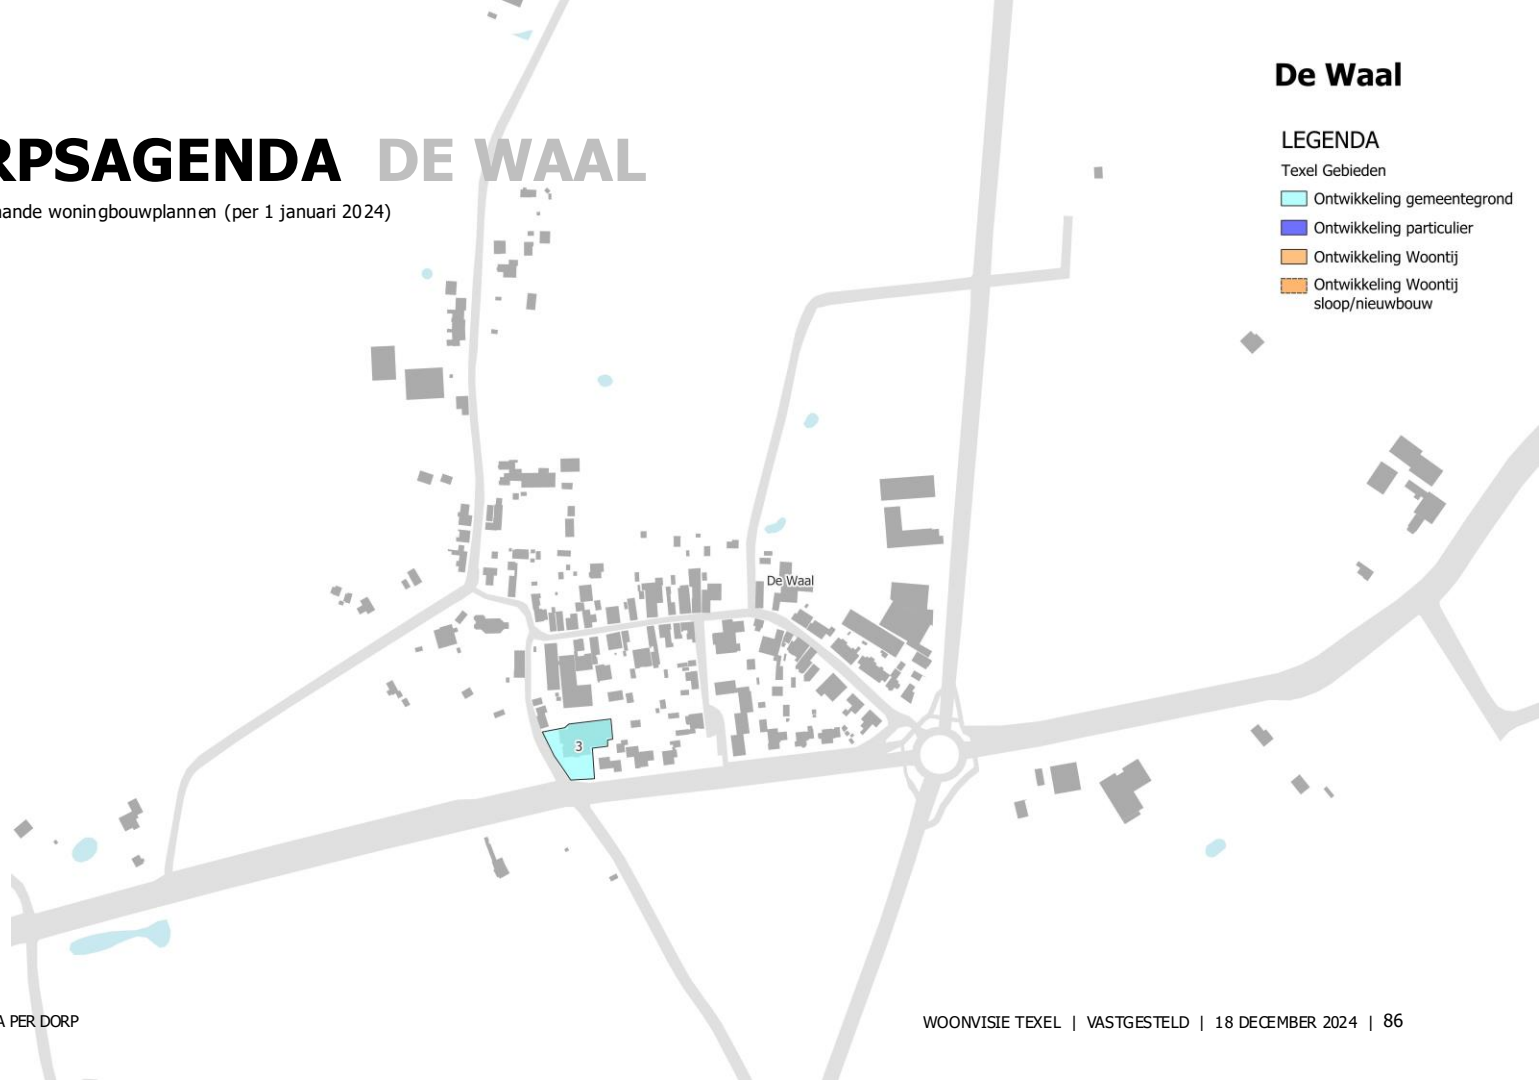 De Waal
RPSAGENDA DE WAAL
ande woningbouwplannen (per 1 januari 2024)
LEGENDA
Texel Gebieden
Ontwikkeling gemeentegrond
Ontwikkeling particulier
Ontwikkeling Woontij
Ontwikkeling Woontij
sloop/nieuwbouw
De Waal
3
A PER DORP
WOONVISIE TEXEL | VASTGESTELD | 18 DECEMBER 2024 | 86